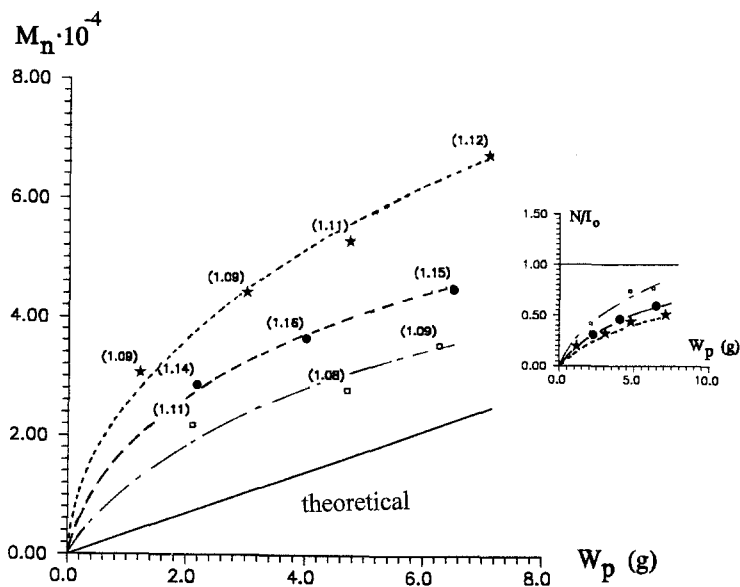 Mn·10-4
8.00
6.00
4.00
2.00
0.00
(1.12)
(1.11)
(1.09)
(1.09)
(1.15)
(1.16)
(1.14)
(1.09)
(1.08)
(1.11)
theoretical
0.0 2.0 4.0 6.0 8.0
Wp (g)
N/Io
1.50
1.00
0.50
0.00
0.0 5.0 10.0
Wp (g)